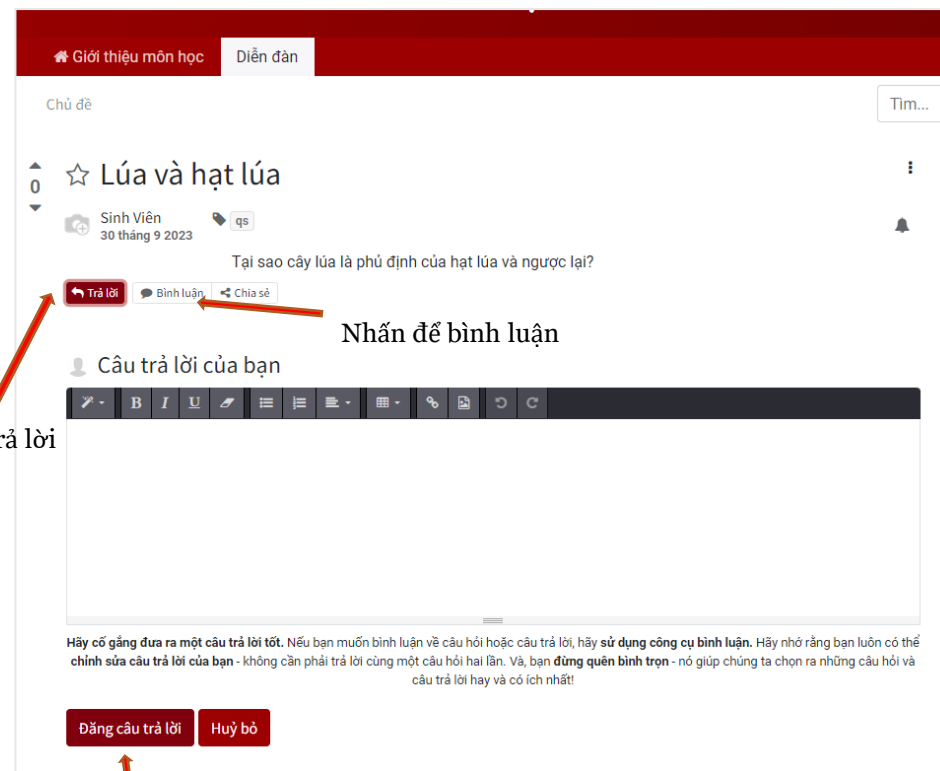 Giới thiệu môn học Diễn đàn
Chủ đề
Tìm...
0
Lúa và hạt lúa
Sinh Viên qs
30 tháng 9 2023
Tại sao cây lúa là phủ định của hạt lúa và ngược lại?
Trả lời Bình luận Chia sẻ
Nhấn để bình luận
Câu trả lời của bạn
B I U
rả lời
Hãy cố gắng đưa ra một câu trả lời tốt. Nếu bạn muốn bình luận về câu hỏi hoặc câu trả lời, hãy sử dụng công cụ bình luận. Hãy nhớ rằng bạn luôn có thể
chỉnh sửa câu trả lời của bạn - không cần phải trả lời cùng một câu hỏi hai lần. Và, bạn đừng quên bình trọn - nó giúp chúng ta chọn ra những câu hỏi và
câu trả lời hay và có ích nhất!
Đăng câu trả lời Huỷ bỏ